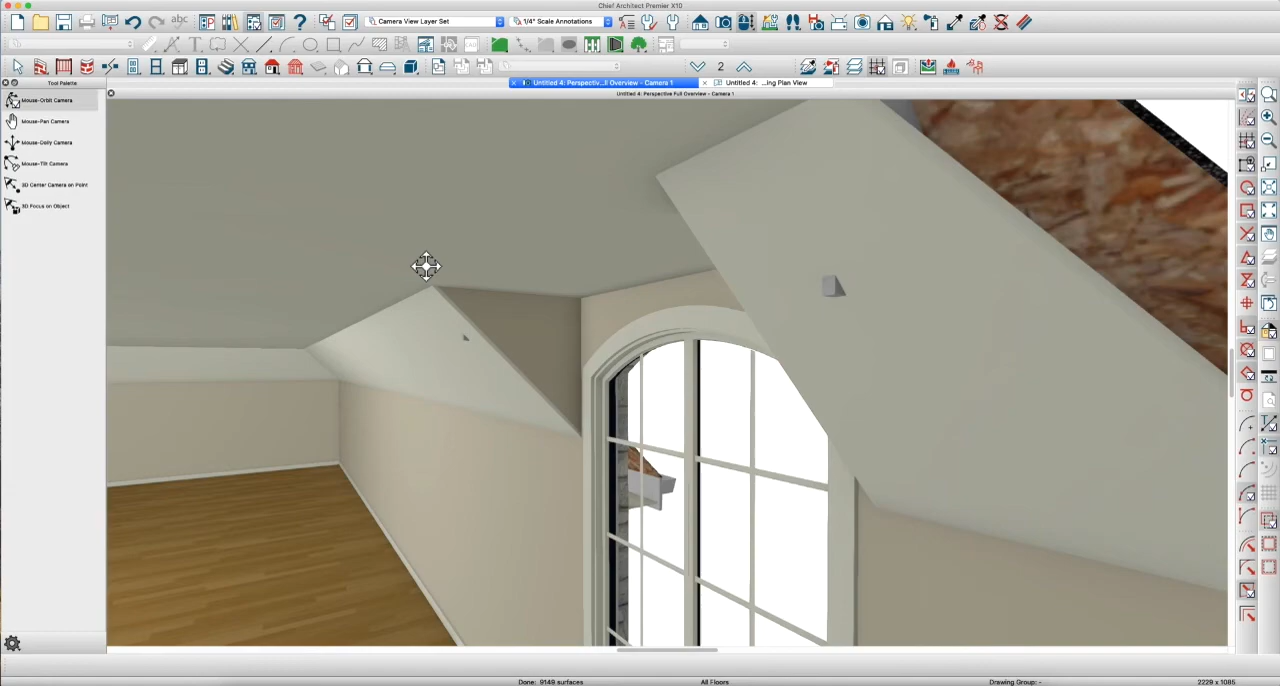 Chief Architect Premier X10
abc
Camera View Layer Set
1/4" Scale Annotations
T
CAD
2
Tool Palette
Untitled 4: Perspectiv...ll Overview - Camera 1
Untitled 4: ...ing Plan View
Untitled 4: Perspective Full Overview - Camera 1
Mouse-Orbit Camera
Mouse-Pan Camera
Mouse-Dolly Camera
Mouse-Tilt Camera
3D Center Camera on Point
3D Focus on Object
Done: 9149 surfaces
All Floors
Drawing Group: -
2229 x 1085